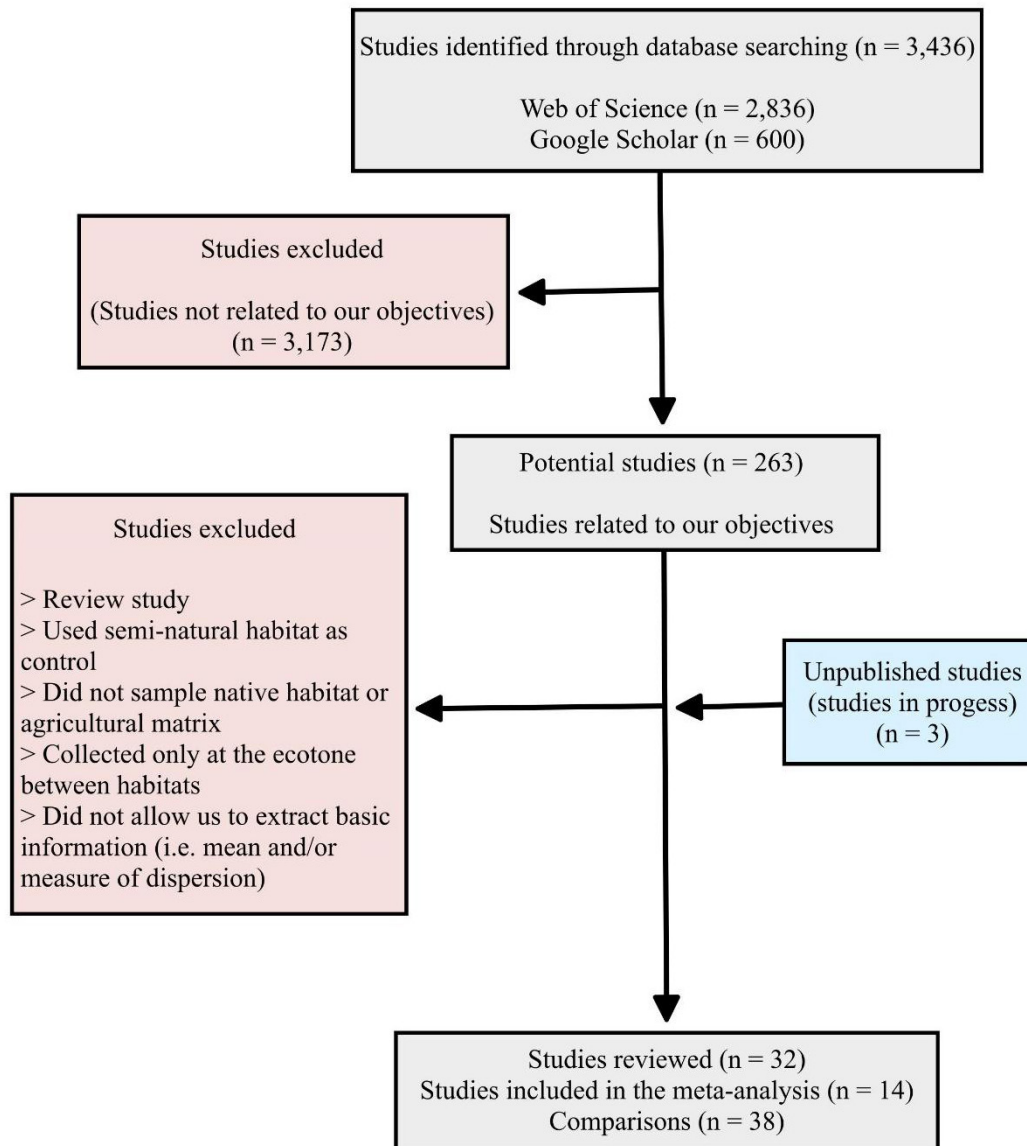 Studies identified through database searching (n = 3,436)
Web of Science (n = 2,836)
Google Scholar (n = 600)
Studies excluded
(Studies not related to our objectives)
(n = 3,173)
Potential studies (n = 263)
Studies related to our objectives
Studies excluded
> Review study
> Used semi-natural habitat as
control
> Did not sample native habitat or
agricultural matrix
> Collected only at the ecotone
between habitats
> Did not allow us to extract basic
information (i.e. mean and/or
measure of dispersion)
Unpublished studies
(studies in progess)
(n = 3)
Studies reviewed (n = 32)
Studies included in the meta-analysis (n = 14)
Comparisons (n = 38)